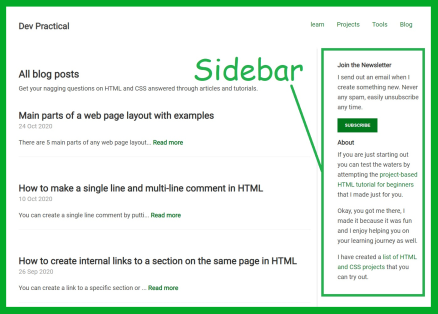 Dev Practical
learn Projects Tools Blog
Sidebar
All blog posts
Get your nagging questions on HTML and CSS answered through articles and tutorials.
Main parts of a web page layout with examples
24 Oct 2020
There are 5 main parts of any web page layout... Read more
How to make a single line and multi-line comment in HTML
10 Oct 2020
You can create a single line comment by putti... Read more
How to create internal links to a section on the same page in HTML
26 Sep 2020
You can create a link to a specific section or ... Read more
Join the Newsletter
I send out an email when I
create something new. Never
any spam, easily unsubscribe
any time.
SUBSCRIBE
About
If you are just starting out
you can test the waters by
attempting the project-based
HTML tutorial for beginners
that I made just for you.
Okay, you got me there, I
made it because it was fun
and I enjoy helping you on
your learning journey as well.
I have created a list of HTML
and CSS projects that you
can try out.